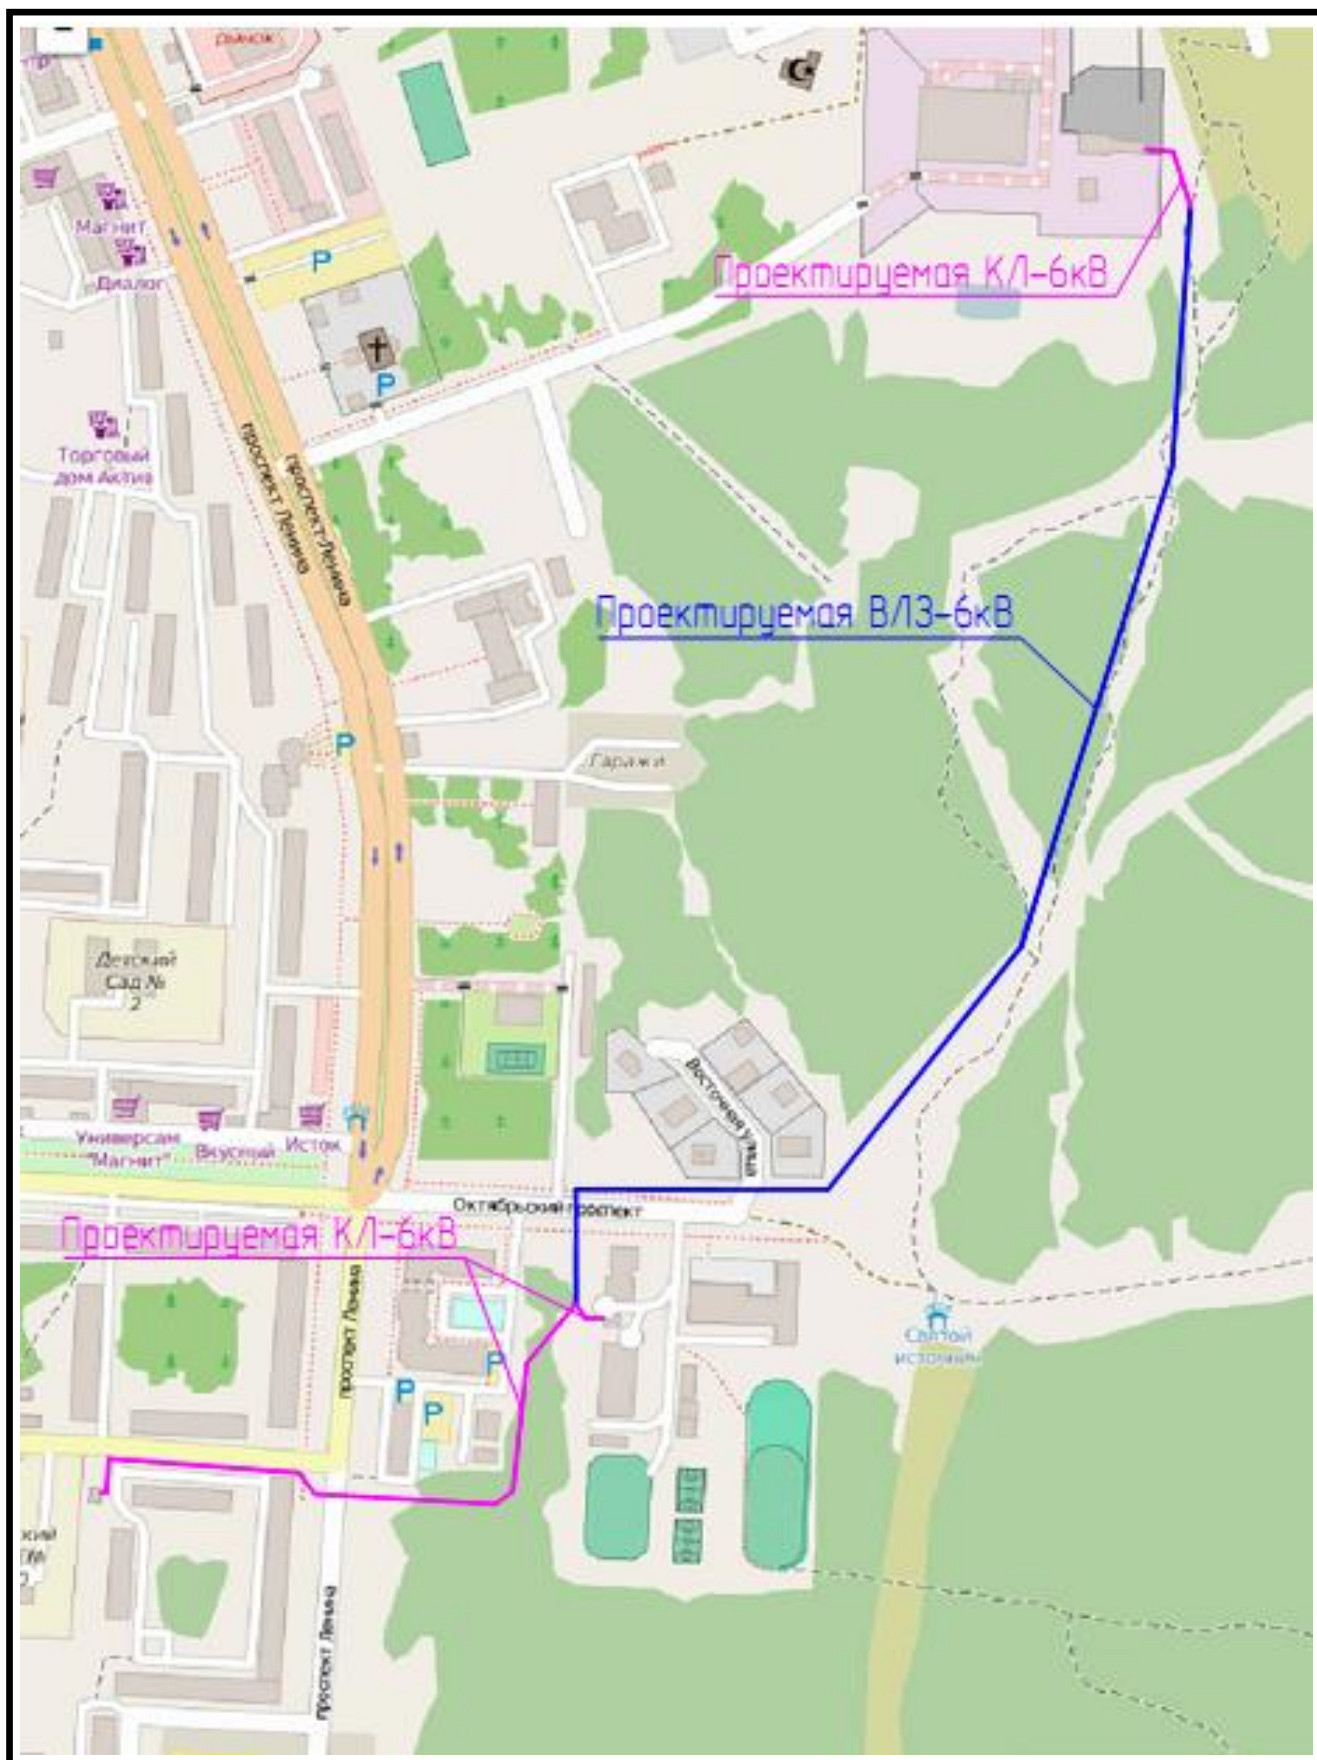 рынок
Магнит
Диалог
P
Проектируемая КЛ-6кВ
P
Торговый
дом Актив
проспект Ленина
проспект Ленина
Проектируемая ВЛЗ-6кВ
P
Гаражи
Детский
Сад №
2
Восточная улица
Универсам
"Магнит"
Вкусный
Исток
Октябрьский проспект
Проектируемая КЛ-6кВ
проспект Ленина
Святой
источник
P
P
P
проспект Ленина